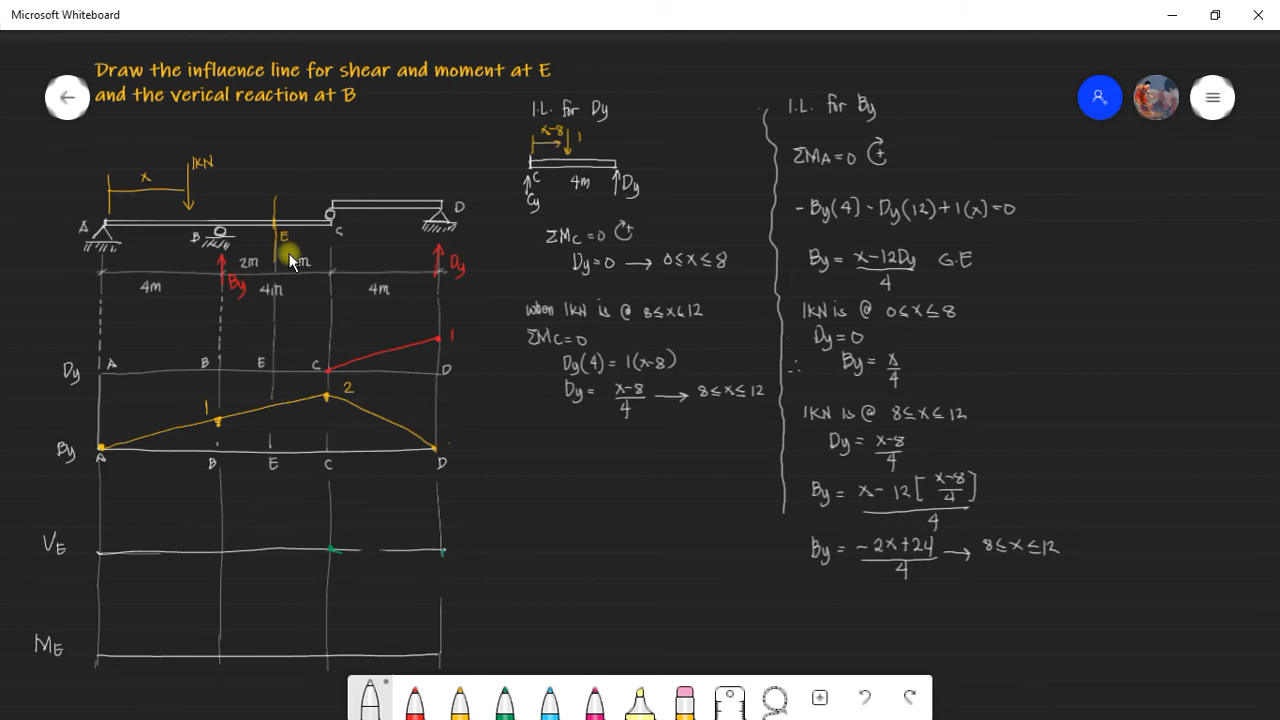 Microsoft Whiteboard
Draw the influence line for shear and moment at E
and the verical reaction at B
x
1KN
A
B
E
C
D
2m
m
By
Dy
4m
4m
4m
Dy
A
B
E
C
D
1
By
A
B
E
C
D
1
2
VE
ME
I.L. for Dy
x-8
1
C
4m
Cy
Dy
ΣMC=0
Dy=0 → 0≤x≤8
when 1KN is @ 8≤x≤12
ΣMC=0
Dy(4) = 1(x-8)
Dy = x-8/4 → 8≤x≤12
I.L. for By
ΣMA=0
-By(4) - Dy(12) + 1(x) = 0
By = x-12Dy/4 G.E
1KN is @ 0≤x≤8
Dy=0
∴ By = x/4
1KN is @ 8≤x≤12
Dy = x-8/4
By = x-12[x-8/4]/4
By = -2x+24/4 → 8≤x≤12